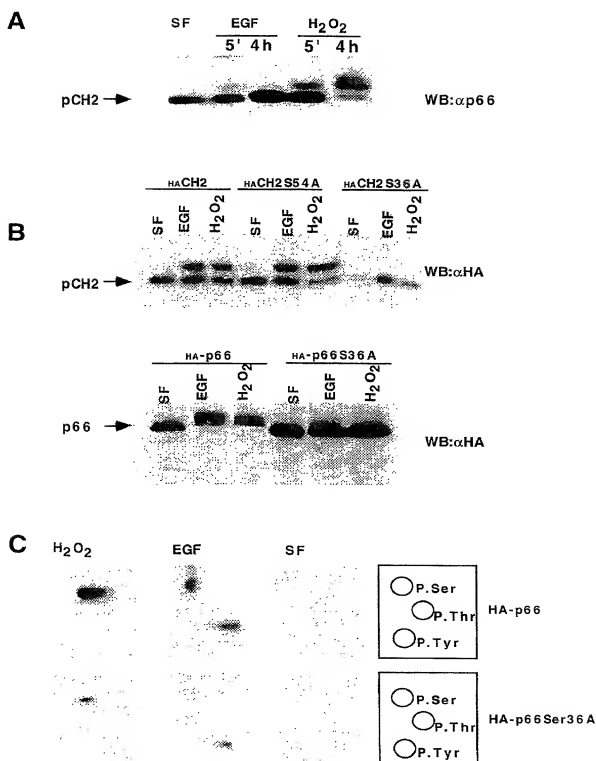 A
SF EGF H2O2
5' 4h 5' 4h
pCH2 WB:αp66
HACH2 HACH2S54A HACH2S36A
B
SF EGF H2O2 SF EGF H2O2 SF EGF H2O2
pCH2 WB:αHA
HA-p66 HA-p66S36A
SF EGF H2O2 SF EGF H2O2
p66 WB:αHA
C
H2O2 EGF SF
P.Ser
P.Thr HA-p66
P.Tyr
P.Ser
P.Thr HA-p66Ser36A
P.Tyr